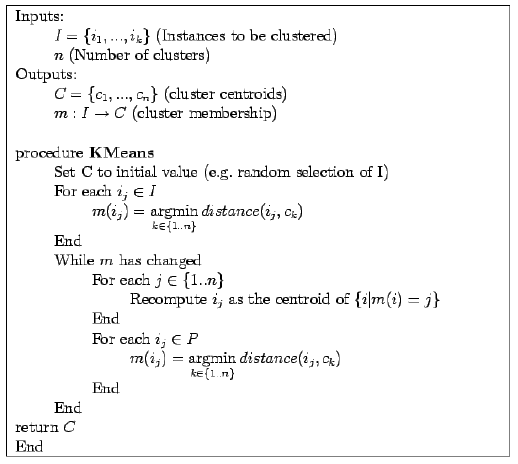 Inputs:
I = {i₁, ..., iₖ} (Instances to be clustered)
n (Number of clusters)
Outputs:
C = {c₁, ..., cₙ} (cluster centroids)
m : I → C (cluster membership)
procedure KMeans
Set C to initial value (e.g. random selection of I)
For each iⱼ ∈ I
m(iⱼ) = argmin distance(iⱼ, cₖ)
k∈{1..n}
End
While m has changed
For each j ∈ {1..n}
Recompute iⱼ as the centroid of {i|m(i) = j}
End
For each iⱼ ∈ P
m(iⱼ) = argmin distance(iⱼ, cₖ)
k∈{1..n}
End
End
return C
End